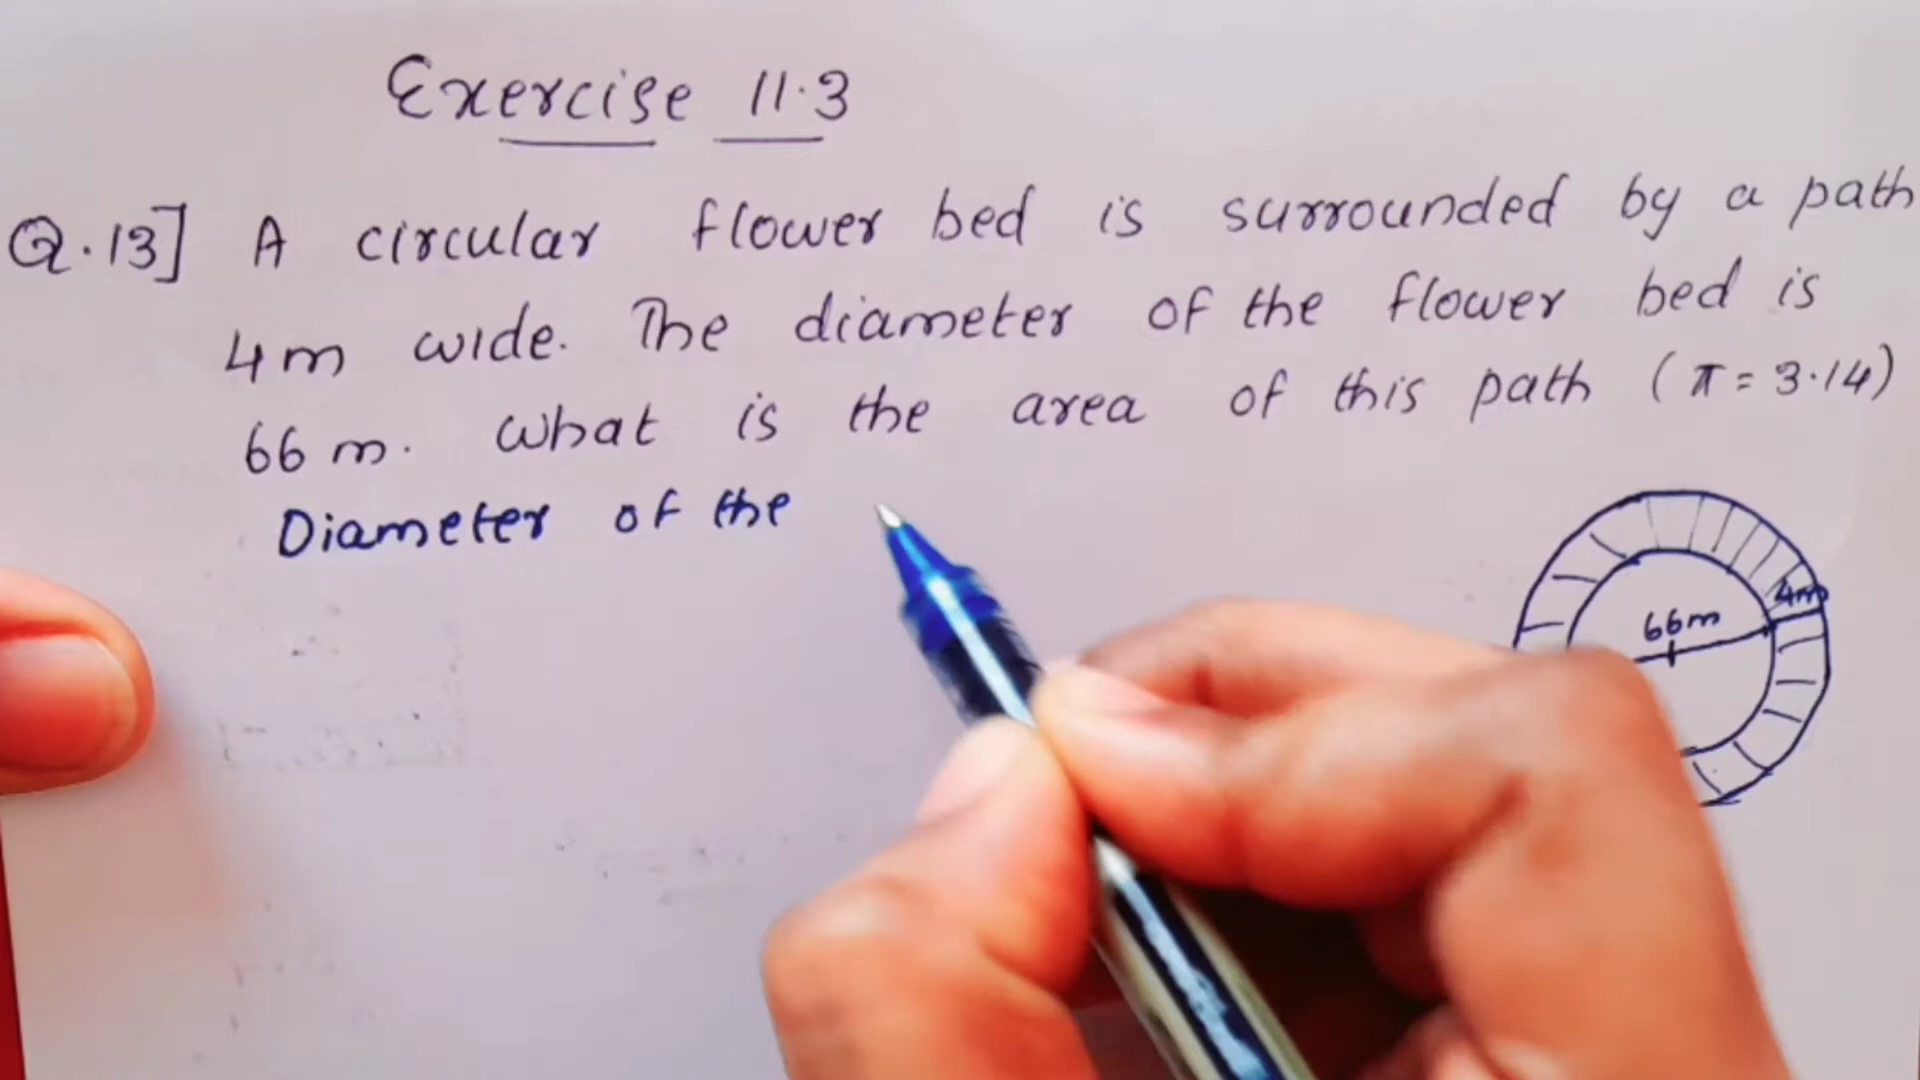 Exercise 11.3
Q.13] A circular flower bed is surrounded by a path
4m wide. The diameter of the flower bed is
66 m. what is the area of this path (π = 3.14)
Diameter of the
4m
66m